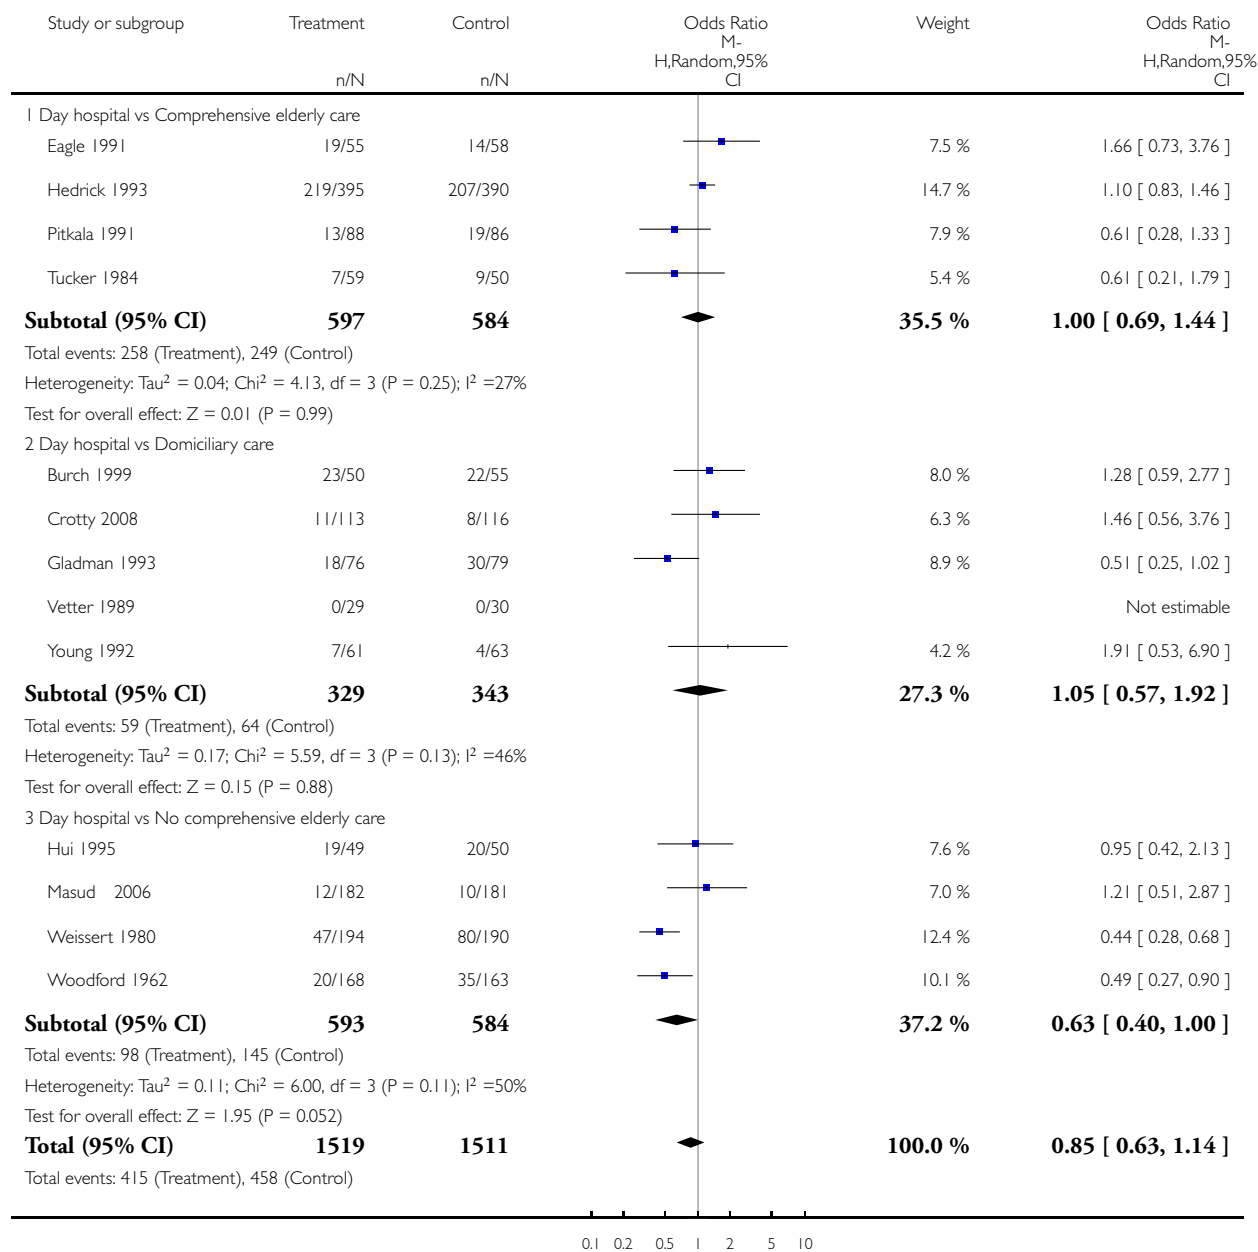 Study or subgroup Treatment Control Odds Ratio Weight Odds Ratio
M- M-
H,Random,95% H,Random,95%
n/N n/N CI CI
1 Day hospital vs Comprehensive elderly care
Eagle 1991 19/55 14/58 7.5 % 1.66 [ 0.73, 3.76 ]
Hedrick 1993 219/395 207/390 14.7 % 1.10 [ 0.83, 1.46 ]
Pitkala 1991 13/88 19/86 7.9 % 0.61 [ 0.28, 1.33 ]
Tucker 1984 7/59 9/50 5.4 % 0.61 [ 0.21, 1.79 ]
Subtotal (95% CI) 597 584 35.5 % 1.00 [ 0.69, 1.44 ]
Total events: 258 (Treatment), 249 (Control)
Heterogeneity: Tau² = 0.04; Chi² = 4.13, df = 3 (P = 0.25); I² =27%
Test for overall effect: Z = 0.01 (P = 0.99)
2 Day hospital vs Domiciliary care
Burch 1999 23/50 22/55 8.0 % 1.28 [ 0.59, 2.77 ]
Crotty 2008 11/113 8/116 6.3 % 1.46 [ 0.56, 3.76 ]
Gladman 1993 18/76 30/79 8.9 % 0.51 [ 0.25, 1.02 ]
Vetter 1989 0/29 0/30 Not estimable
Young 1992 7/61 4/63 4.2 % 1.91 [ 0.53, 6.90 ]
Subtotal (95% CI) 329 343 27.3 % 1.05 [ 0.57, 1.92 ]
Total events: 59 (Treatment), 64 (Control)
Heterogeneity: Tau² = 0.17; Chi² = 5.59, df = 3 (P = 0.13); I² =46%
Test for overall effect: Z = 0.15 (P = 0.88)
3 Day hospital vs No comprehensive elderly care
Hui 1995 19/49 20/50 7.6 % 0.95 [ 0.42, 2.13 ]
Masud 2006 12/182 10/181 7.0 % 1.21 [ 0.51, 2.87 ]
Weissert 1980 47/194 80/190 12.4 % 0.44 [ 0.28, 0.68 ]
Woodford 1962 20/168 35/163 10.1 % 0.49 [ 0.27, 0.90 ]
Subtotal (95% CI) 593 584 37.2 % 0.63 [ 0.40, 1.00 ]
Total events: 98 (Treatment), 145 (Control)
Heterogeneity: Tau² = 0.11; Chi² = 6.00, df = 3 (P = 0.11); I² =50%
Test for overall effect: Z = 1.95 (P = 0.052)
Total (95% CI) 1519 1511 100.0 % 0.85 [ 0.63, 1.14 ]
Total events: 415 (Treatment), 458 (Control)
0.1 0.2 0.5 1 2 5 10